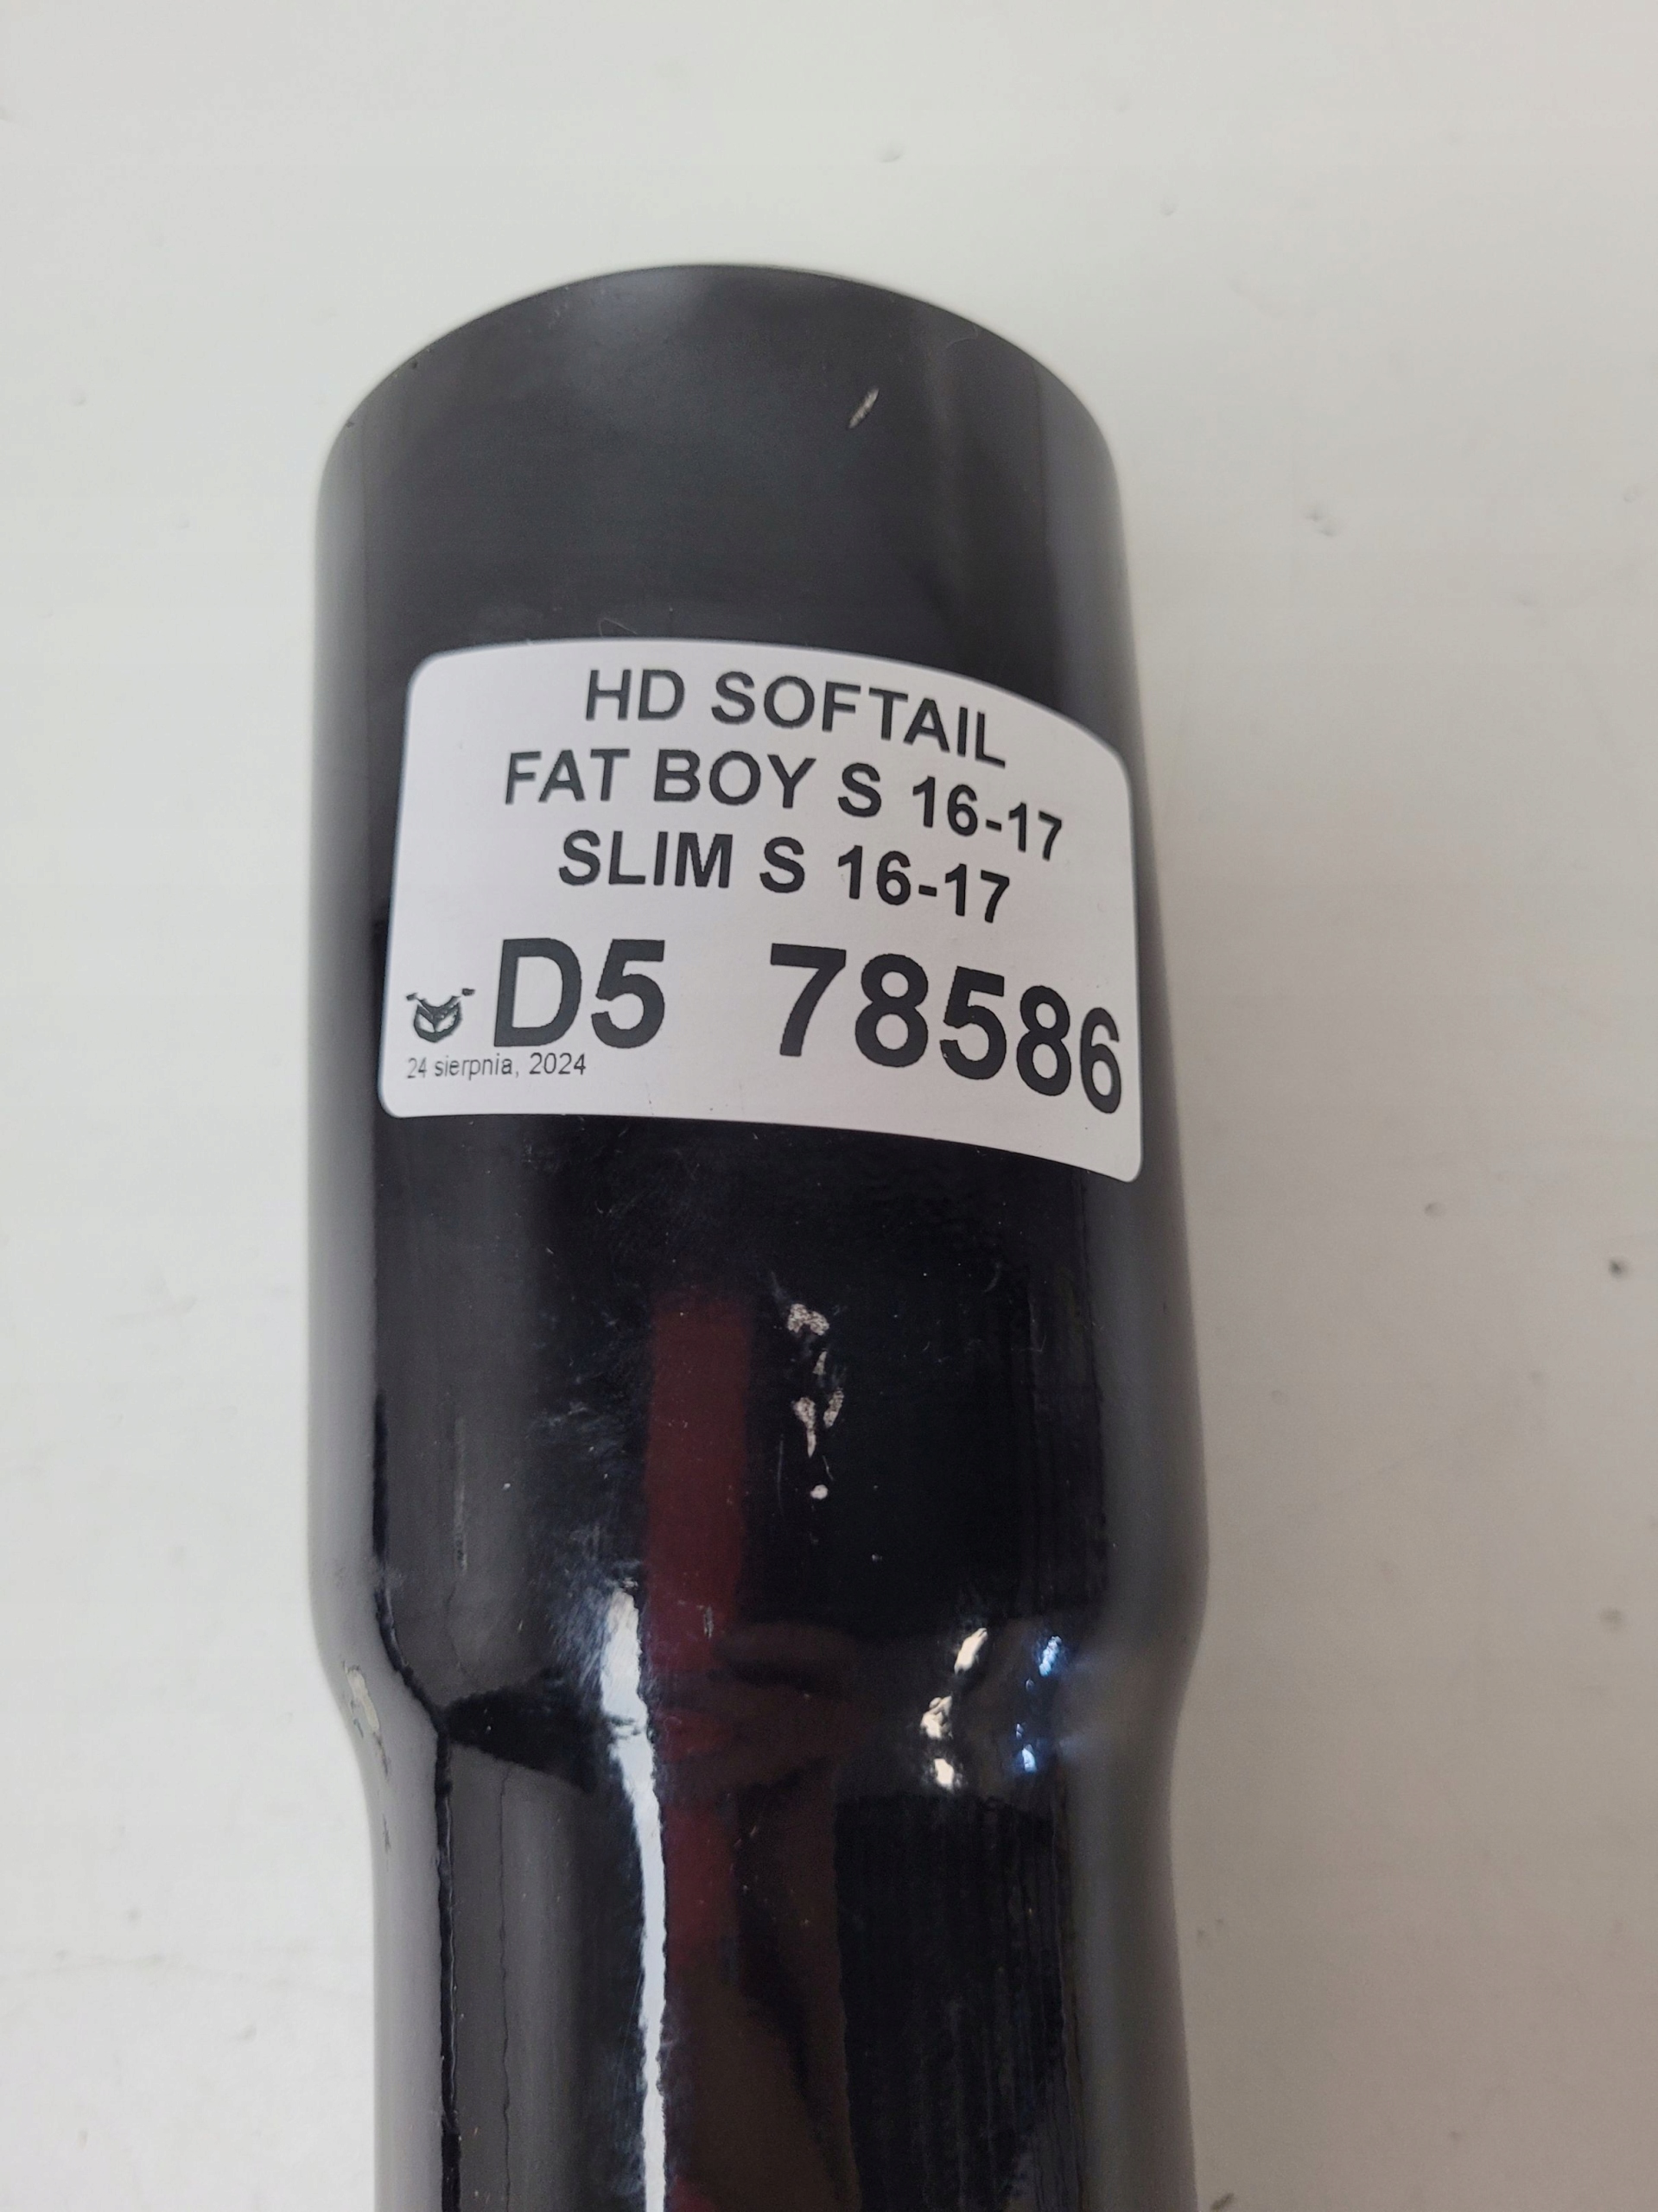 HD SOFTAIL
FAT BOY S 16-17
SLIM S 16-17
D5 78586
24 sierpnia, 2024